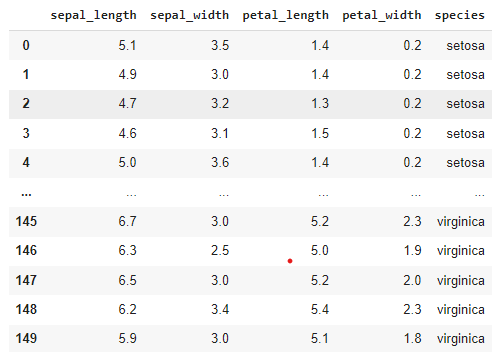 sepal_length sepal_width petal_length petal_width species
0 5.1 3.5 1.4 0.2 setosa
1 4.9 3.0 1.4 0.2 setosa
2 4.7 3.2 1.3 0.2 setosa
3 4.6 3.1 1.5 0.2 setosa
4 5.0 3.6 1.4 0.2 setosa
... ... ... ... ... ...
145 6.7 3.0 5.2 2.3 virginica
146 6.3 2.5 5.0 1.9 virginica
147 6.5 3.0 5.2 2.0 virginica
148 6.2 3.4 5.4 2.3 virginica
149 5.9 3.0 5.1 1.8 virginica